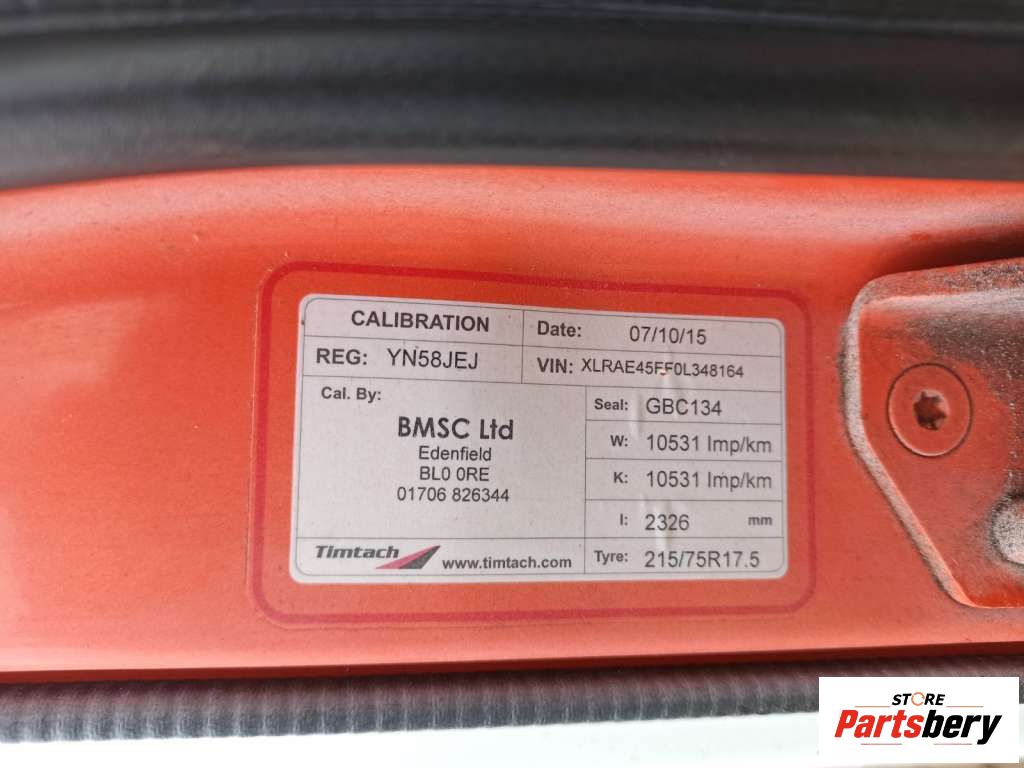 CALIBRATION Date: 07/10/15
REG: YN58JEJ VIN: XLRAE45FF0L348164
Cal. By:
BMSC Ltd
Edenfield
BL0 0RE
01706 826344
Seal: GBC134
W: 10531 Imp/km
K: 10531 Imp/km
l: 2326 mm
Timtach www.timtach.com Tyre: 215/75R17.5
STORE
Partsbery